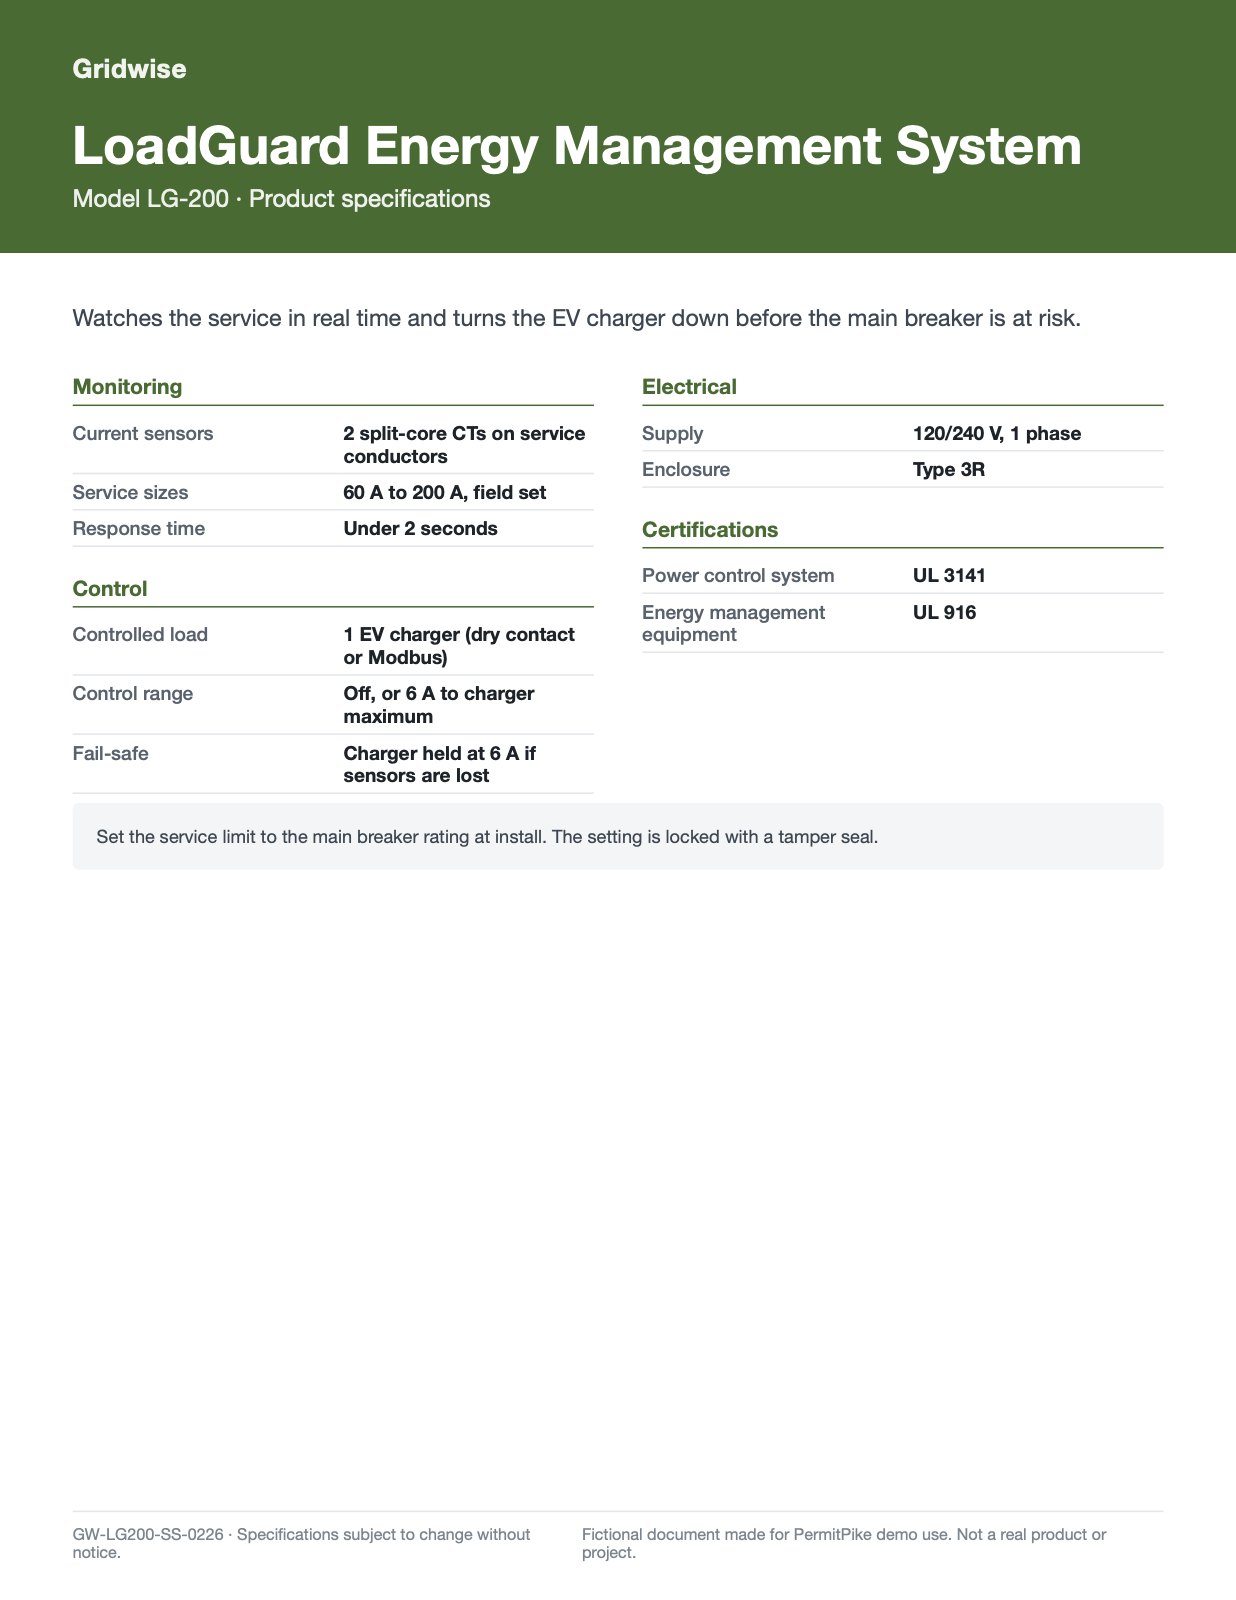 Gridwise
LoadGuard Energy Management System
Model LG-200 · Product specifications
Watches the service in real time and turns the EV charger down before the main breaker is at risk.
Monitoring
Current sensors 2 split-core CTs on service
conductors
Service sizes 60 A to 200 A, field set
Response time Under 2 seconds
Control
Controlled load 1 EV charger (dry contact
or Modbus)
Control range Off, or 6 A to charger
maximum
Fail-safe Charger held at 6 A if
sensors are lost
Electrical
Supply 120/240 V, 1 phase
Enclosure Type 3R
Certifications
Power control system UL 3141
Energy management UL 916
equipment
Set the service limit to the main breaker rating at install. The setting is locked with a tamper seal.
GW-LG200-SS-0226 · Specifications subject to change without
notice.
Fictional document made for PermitPike demo use. Not a real product or
project.